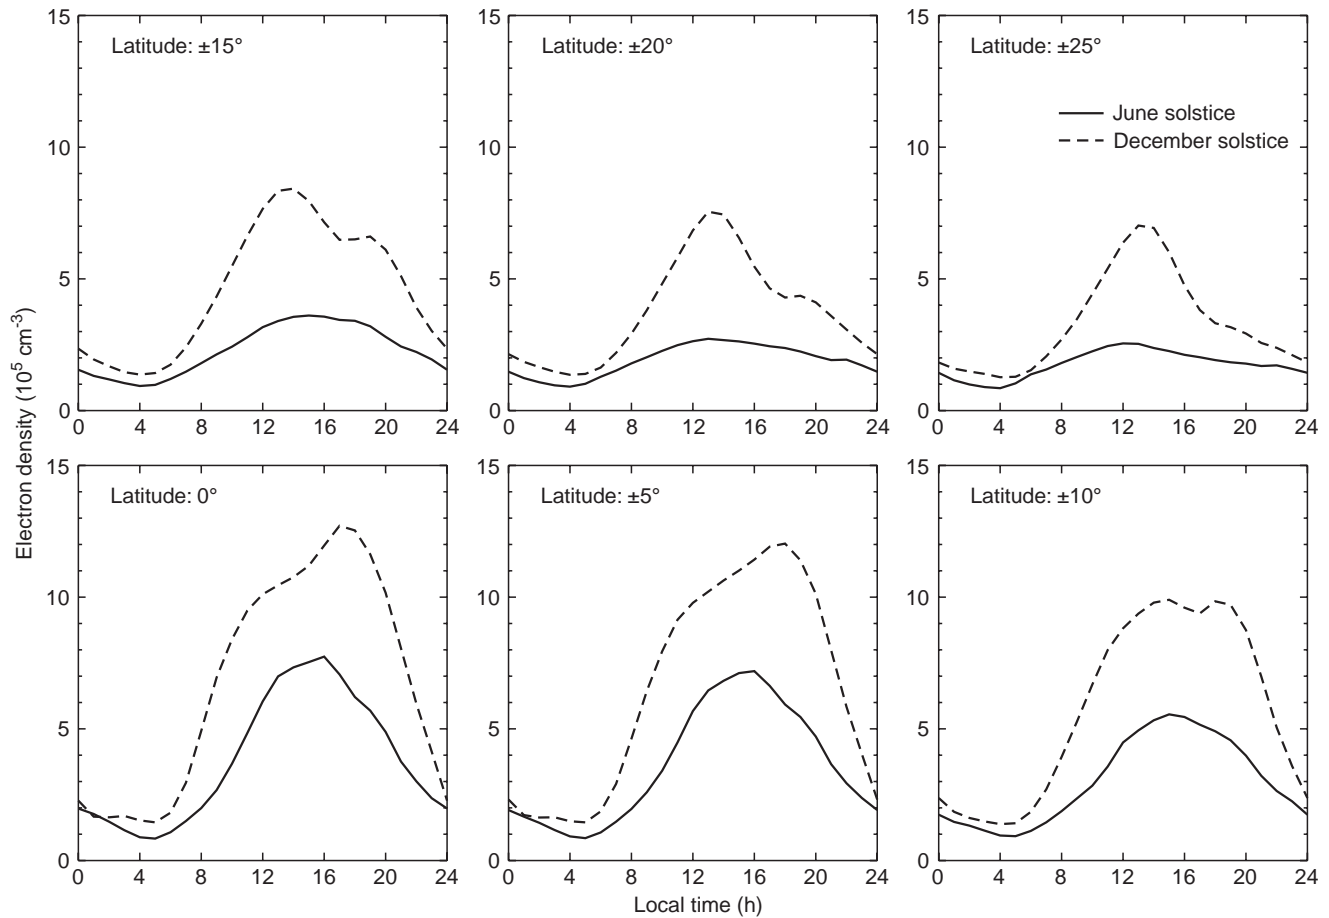 Latitude: ±15°
Latitude: ±20°
Latitude: ±25°
June solstice
December solstice
15
10
5
0
0 4 8 12 16 20 24
15
10
5
0
0 4 8 12 16 20 24
15
10
5
0
0 4 8 12 16 20 24
Electron density (10⁵ cm⁻³)
Latitude: 0°
Latitude: ±5°
Latitude: ±10°
15
10
5
0
0 4 8 12 16 20 24
15
10
5
0
0 4 8 12 16 20 24
15
10
5
0
0 4 8 12 16 20 24
Local time (h)